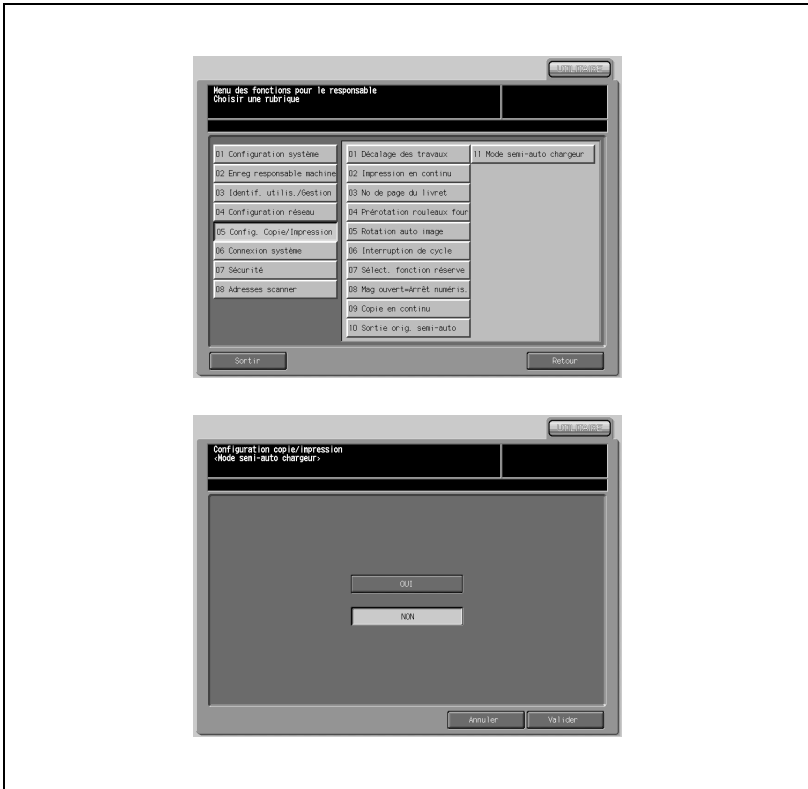 UTILITAIRE
Menu des fonctions pour le responsable
Choisir une rubrique
01 Configuration système
02 Enreg responsable machine
03 Identif. utilis./Gestion
04 Configuration réseau
05 Config. Copie/Impression
06 Connexion système
07 Sécurité
08 Adresses scanner
01 Décalage des travaux
02 Impression en continu
03 No de page du livret
04 Prérotation rouleaux four
05 Rotation auto image
06 Interruption de cycle
07 Sélect. fonction réserve
08 Mag ouvert=Arrêt numéris.
09 Copie en continu
10 Sortie orig. semi-auto
11 Mode semi-auto chargeur
Sortir
Retour
UTILITAIRE
Configuration copie/impression
<Mode semi-auto chargeur>
OUI
NON
Annuler
Valider